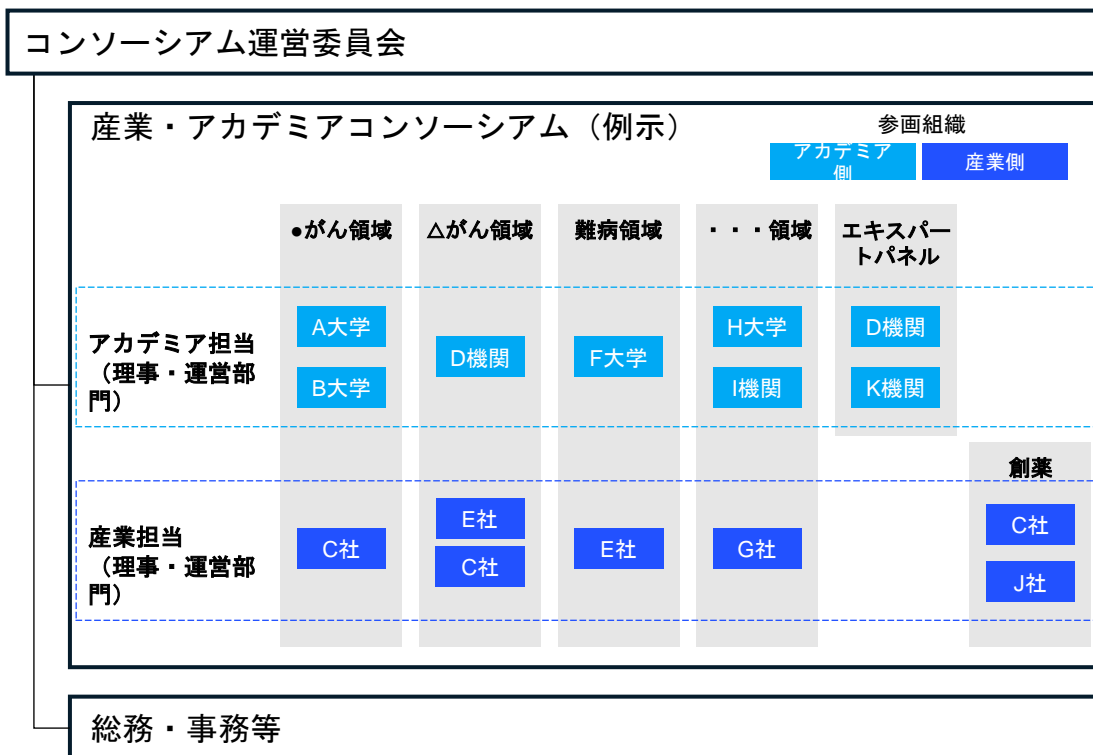 コンソーシアム運営委員会
産業・アカデミアコンソーシアム（例示）
参画組織
アカデミア
側
産業側
●がん領域
△がん領域
難病領域
・・・領域
エキスパー
トパネル
アカデミア担当
（理事・運営部
門）
A大学
B大学
D機関
F大学
H大学
I機関
D機関
K機関
創薬
産業担当
（理事・運営部
門）
C社
E社
C社
E社
G社
C社
J社
総務・事務等